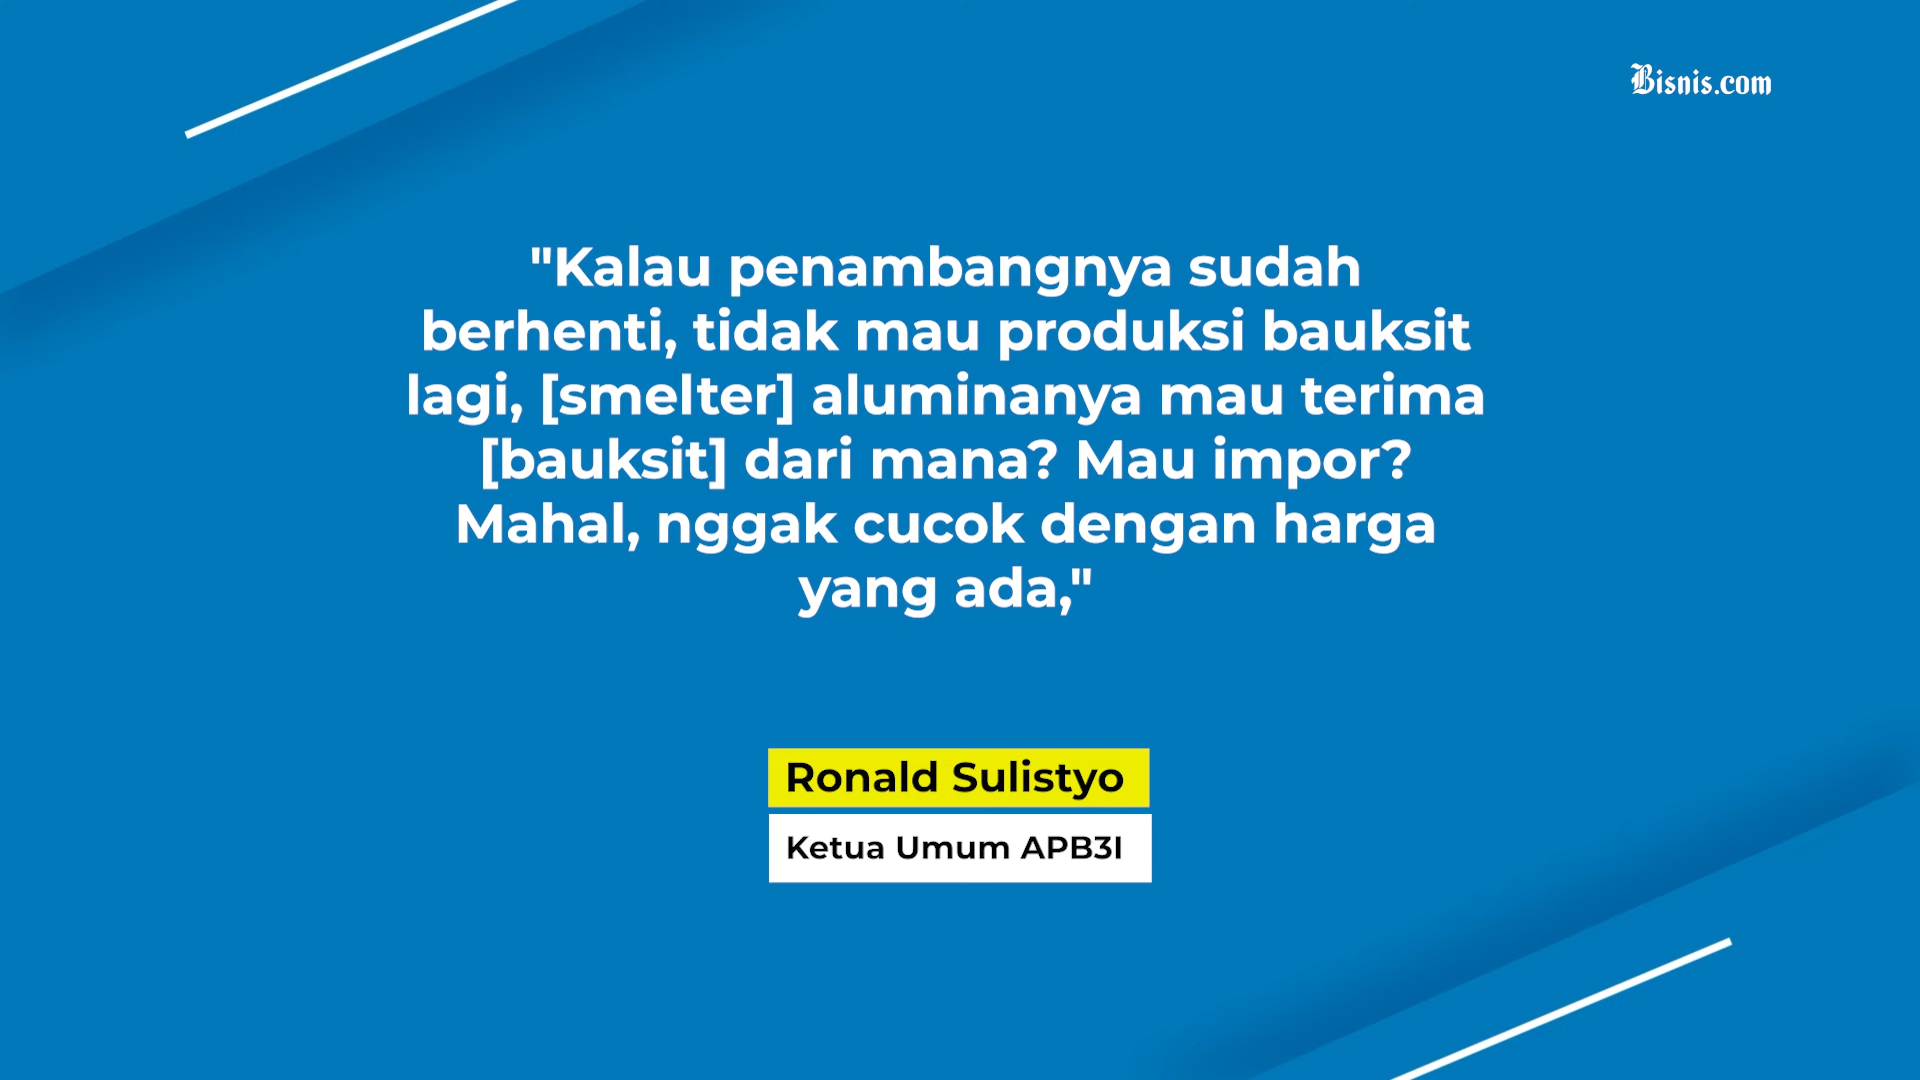 Bisnis.com
"Kalau penambangnya sudah
berhenti, tidak mau produksi bauksit
lagi, [smelter] aluminanya mau terima
[bauksit] dari mana? Mau impor?
Mahal, nggak cucok dengan harga
yang ada,"
Ronald Sulistyo
Ketua Umum APB3I